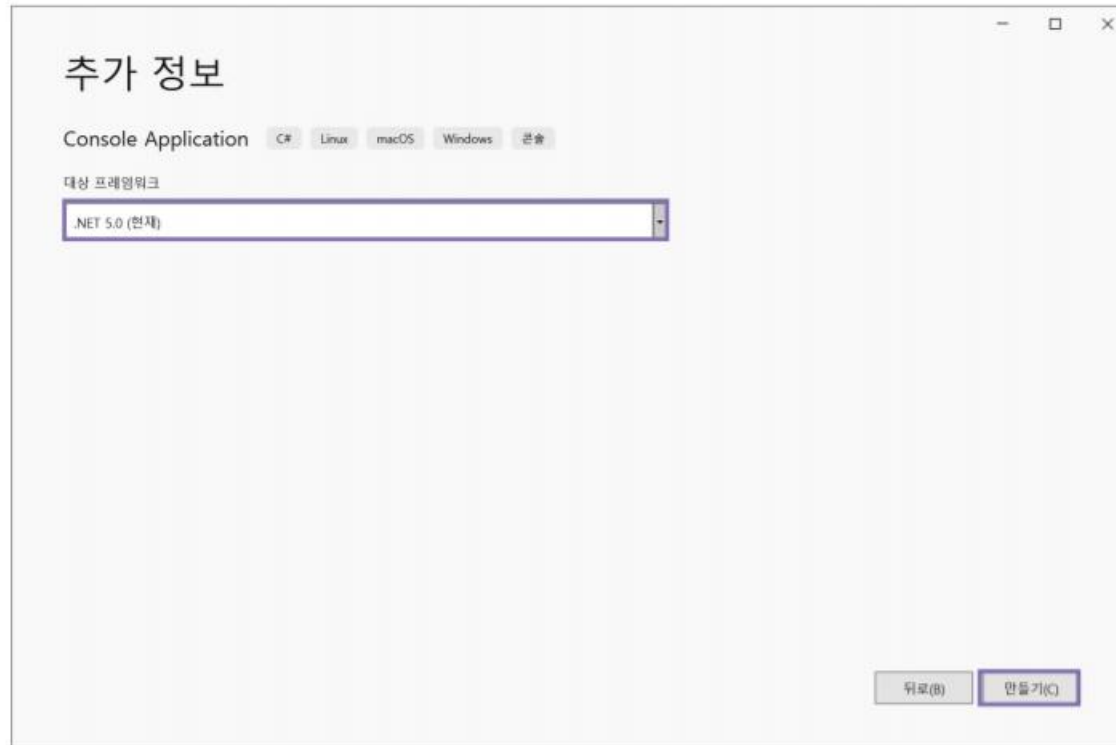 추가 정보
Console Application C# Linux macOS Windows 콘솔
대상 프레임워크
.NET 5.0 (현재)
뒤로(B) 만들기(C)